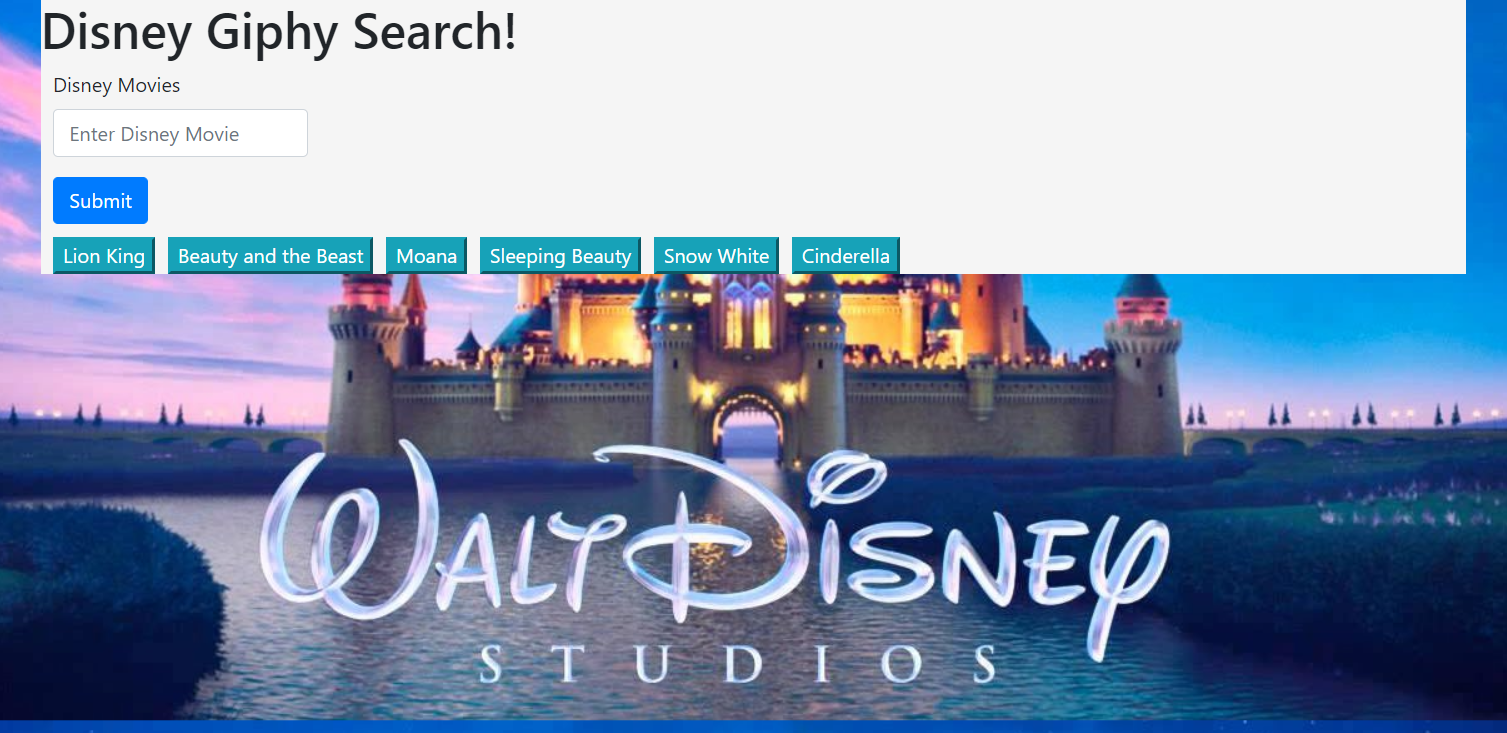 Disney Giphy Search!
Disney Movies
Enter Disney Movie
Submit
Lion King Beauty and the Beast Moana Sleeping Beauty Snow White Cinderella
WALT DISNEY
STUDIOS